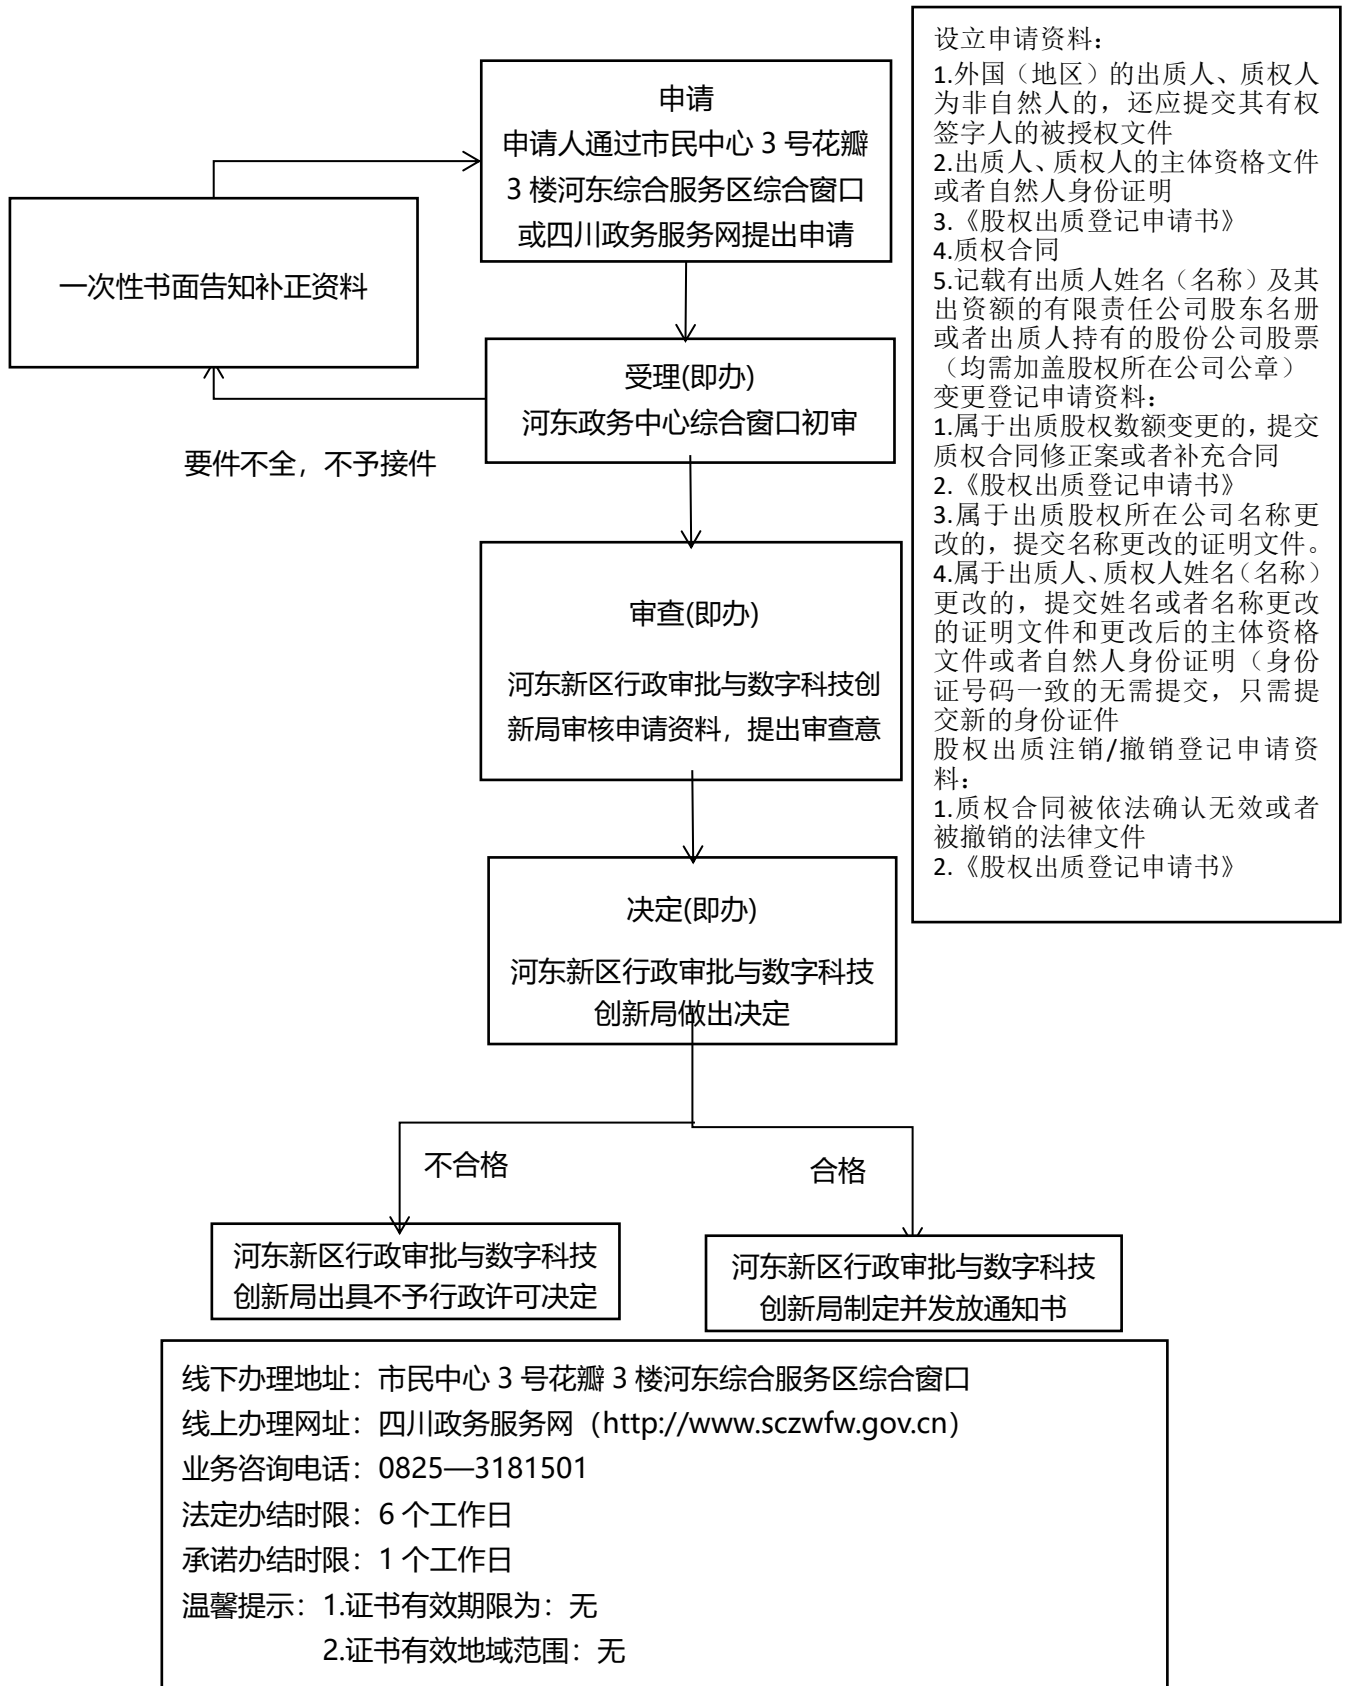 申请
申请人通过市民中心 3 号花瓣
3 楼河东综合服务区综合窗口
或四川政务服务网提出申请
一次性书面告知补正资料
受理(即办)
河东政务中心综合窗口初审
要件不全，不予接件
审查(即办)
河东新区行政审批与数字科技创
新局审核申请资料，提出审查意
决定(即办)
河东新区行政审批与数字科技
创新局做出决定
不合格
合格
河东新区行政审批与数字科技
创新局出具不予行政许可决定
河东新区行政审批与数字科技
创新局制定并发放通知书
设立申请资料：
1.外国（地区）的出质人、质权人
为非自然人的，还应提交其有权
签字人的被授权文件
2.出质人、质权人的主体资格文件
或者自然人身份证明
3.《股权出质登记申请书》
4.质权合同
5.记载有出质人姓名（名称）及其
出资额的有限责任公司股东名册
或者出质人持有的股份公司股票
（均需加盖股权所在公司公章）
变更登记申请资料：
1.属于出质股权数额变更的，提交
质权合同修正案或者补充合同
2.《股权出质登记申请书》
3.属于出质股权所在公司名称更
改的，提交名称更改的证明文件。
4.属于出质人、质权人姓名（名称）
更改的，提交姓名或者名称更改
的证明文件和更改后的主体资格
文件或者自然人身份证明（身份
证号码一致的无需提交，只需提
交新的身份证件
股权出质注销/撤销登记申请资
料：
1.质权合同被依法确认无效或者
被撤销的法律文件
2.《股权出质登记申请书》
线下办理地址：市民中心 3 号花瓣 3 楼河东综合服务区综合窗口
线上办理网址：四川政务服务网（http://www.sczwfw.gov.cn）
业务咨询电话：0825—3181501
法定办结时限：6 个工作日
承诺办结时限：1 个工作日
温馨提示：1.证书有效期限为：无
2.证书有效地域范围：无